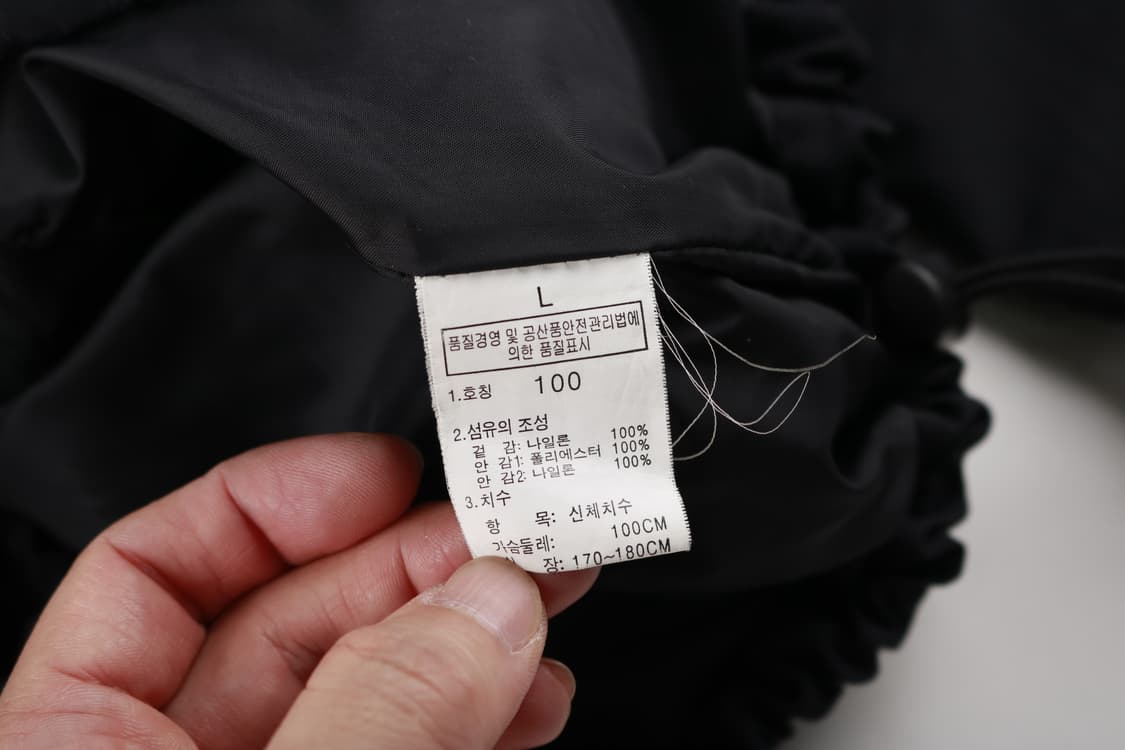 L
품질경영 및 공산품안전관리법에
의한 품질표시
1.호칭 100
2.섬유의 조성
겉 감: 나일론 100%
안 감1: 폴리에스터 100%
안 감2: 나일론 100%
3.치수
항 목: 신체치수
가슴둘레: 100CM
장: 170~180CM